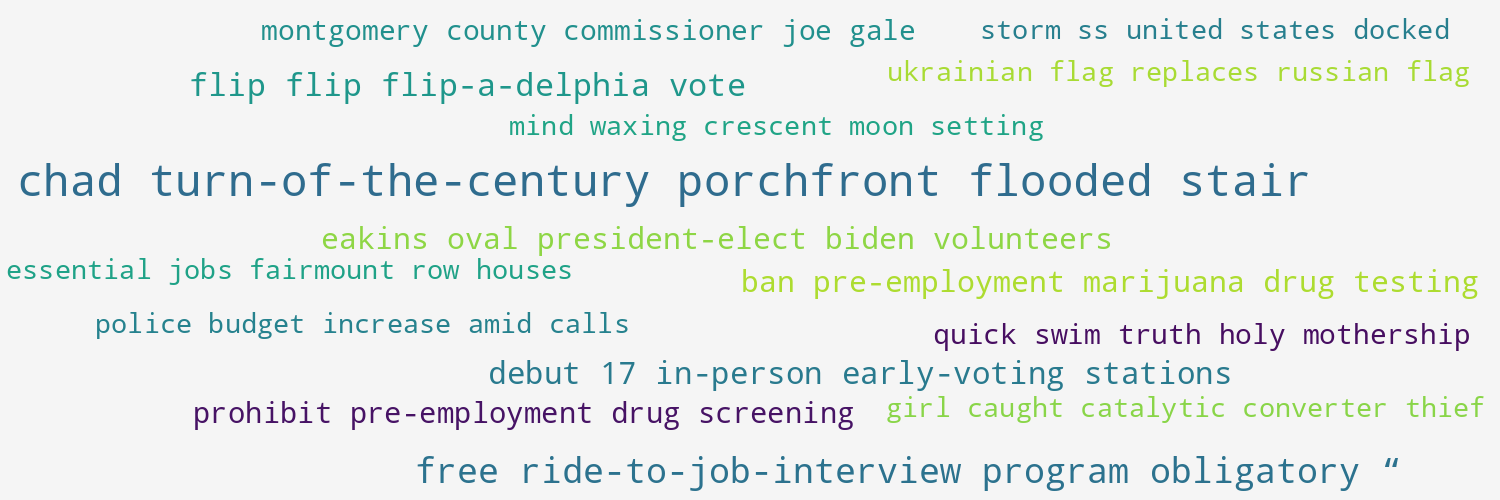 montgomery county commissioner joe gale
storm ss united states docked
ukrainian flag replaces russian flag
flip flip flip-a-delphia vote
mind waxing crescent moon setting
chad turn-of-the-century porchfront flooded stair
eakins oval president-elect biden volunteers
essential jobs fairmount row houses
ban pre-employment marijuana drug testing
police budget increase amid calls
quick swim truth holy mothership
debut 17 in-person early-voting stations
prohibit pre-employment drug screening
girl caught catalytic converter thief
free ride-to-job-interview program obligatory “